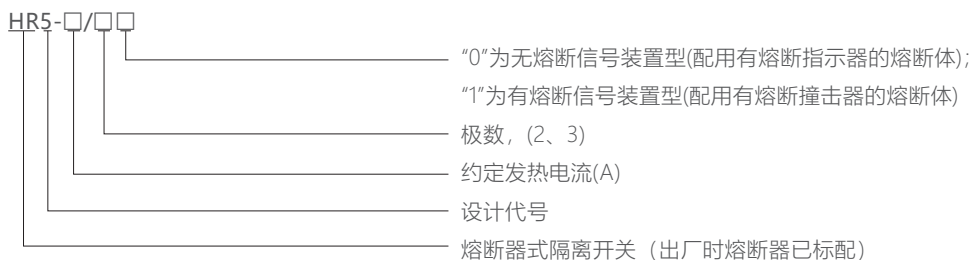 HR5-□/□□
“0”为无熔断信号装置型(配用有熔断指示器的熔断体);
“1”为有熔断信号装置型(配用有熔断撞击器的熔断体)
极数，(2、3)
约定发热电流(A)
设计代号
熔断器式隔离开关（出厂时熔断器已标配）